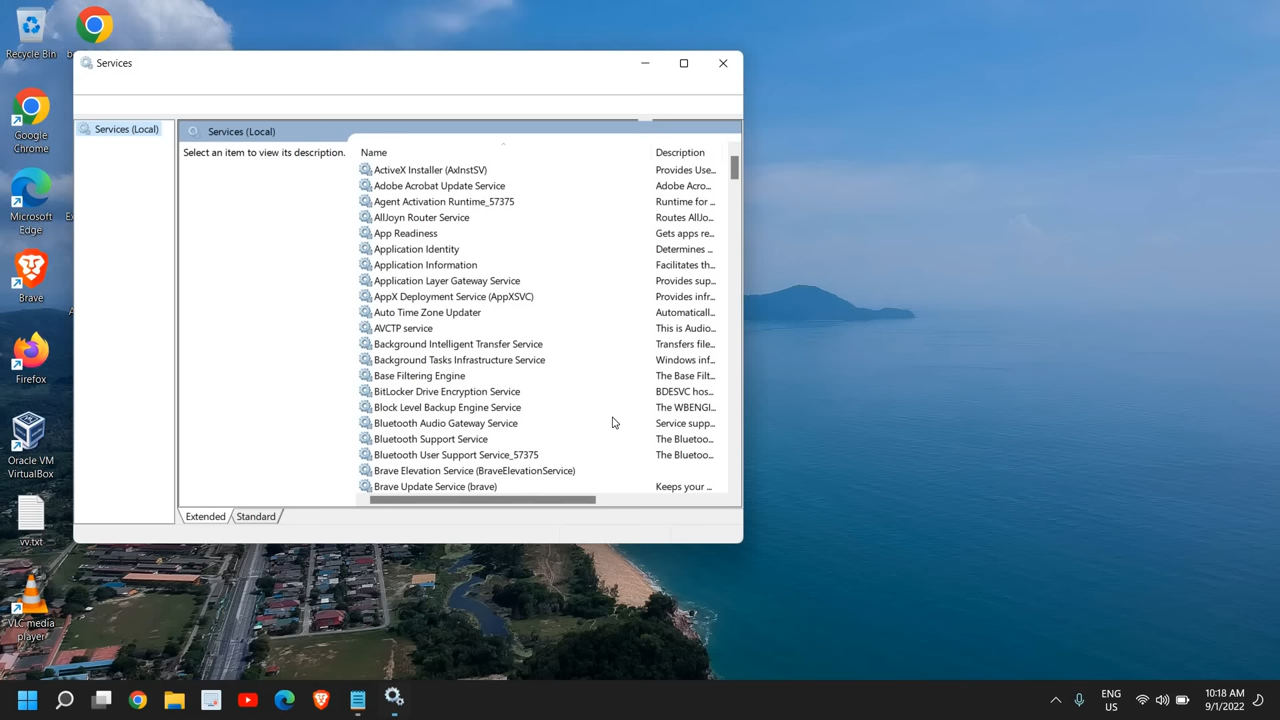 Recycle Bin
Google
Chrome
Microsoft
Edge
Brave
Firefox
Oracle VM
VirtualBox
vv.txt
VLC media
player
Services
Services (Local)
Services (Local)
Select an item to view its description.
Name Description
ActiveX Installer (AxInstSV) Provides Use...
Adobe Acrobat Update Service Adobe Acro...
Agent Activation Runtime_57375 Runtime for ...
AllJoyn Router Service Routes AllJo...
App Readiness Gets apps re...
Application Identity Determines ...
Application Information Facilitates th...
Application Layer Gateway Service Provides sup...
AppX Deployment Service (AppXSVC) Provides infr...
Auto Time Zone Updater Automaticall...
AVCTP service This is Audio...
Background Intelligent Transfer Service Transfers file...
Background Tasks Infrastructure Service Windows inf...
Base Filtering Engine The Base Filt...
BitLocker Drive Encryption Service BDESVC hos...
Block Level Backup Engine Service The WBENGI...
Bluetooth Audio Gateway Service Service supp...
Bluetooth Support Service The Bluetoo...
Bluetooth User Support Service_57375 The Bluetoo...
Brave Elevation Service (BraveElevationService)
Brave Update Service (brave) Keeps your ...
Extended Standard
ENG
US
10:18 AM
9/1/2022